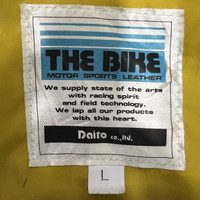 THE BIKE
MOTOR SPORTS LEATHER
We supply state of the arts
with racing spirit
and field technology.
We lap all our products
with this heart.
Dairo co.,ltd.
L